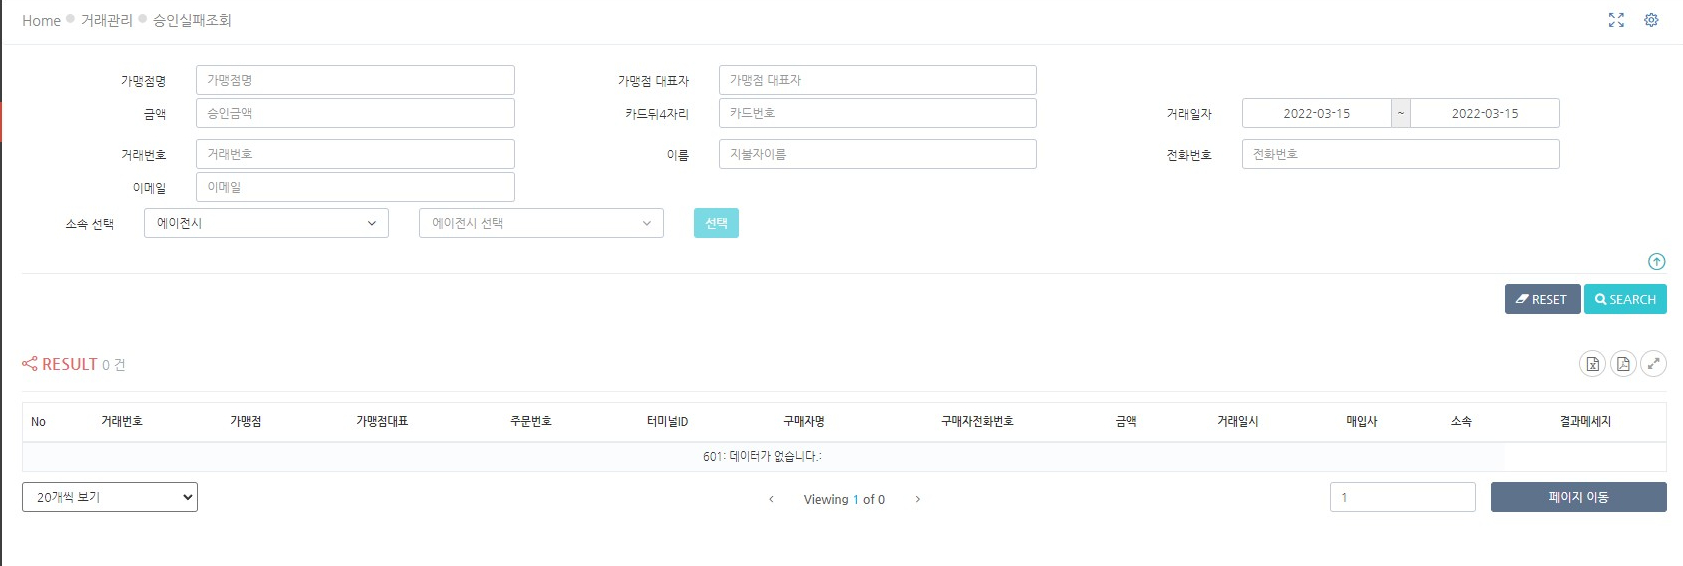 Home 거래관리 승인실패조회
가맹점명 가맹점명 가맹점 대표자 가맹점 대표자
금액 승인금액 카드뒤4자리 카드번호 거래일자 2022-03-15 ~ 2022-03-15
거래번호 거래번호 이름 지불자이름 전화번호 전화번호
이메일 이메일
소속 선택 에이전시 에이전시 선택 선택
RESET SEARCH
RESULT 0 건
No 거래번호 가맹점 가맹점대표 주문번호 터미널ID 구매자명 구매자전화번호 금액 거래일시 매입사 소속 결과메세지
601: 데이터가 없습니다.:
20개씩 보기 < Viewing 1 of 0 > 1 페이지 이동